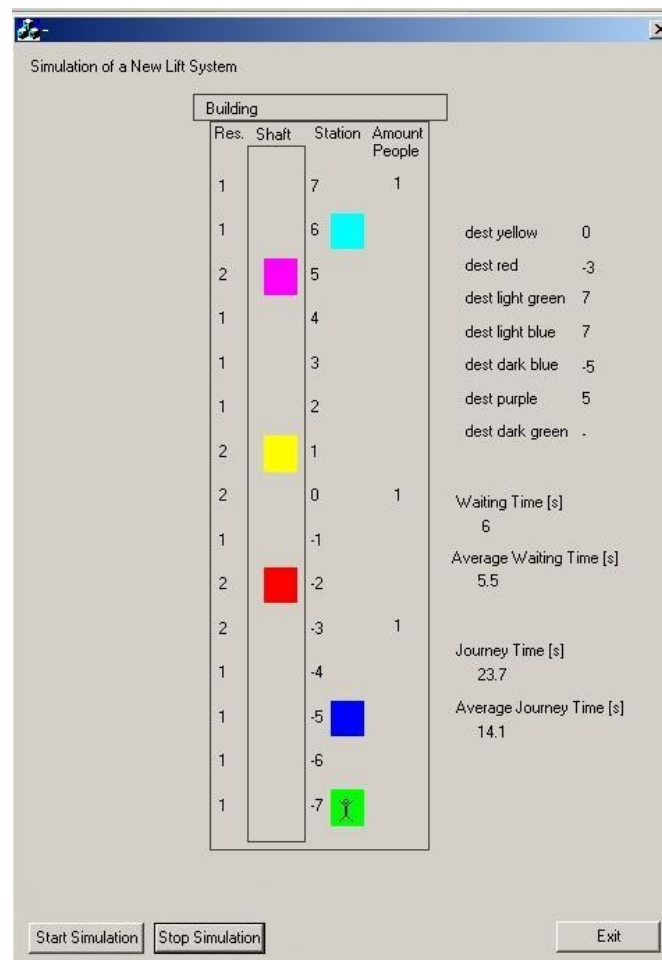 -
Simulation of a New Lift System
Building
Res. Shaft Station Amount
People
1 7 1
1 6
2 5
1 4
1 3
1 2
2 1
2 0 1
1 -1
2 -2
2 -3 1
1 -4
1 -5
1 -6
1 -7
dest yellow 0
dest red -3
dest light green 7
dest light blue 7
dest dark blue -5
dest purple 5
dest dark green -
Waiting Time [s]
6
Average Waiting Time [s]
5.5
Journey Time [s]
23.7
Average Journey Time [s]
14.1
Start Simulation Stop Simulation Exit